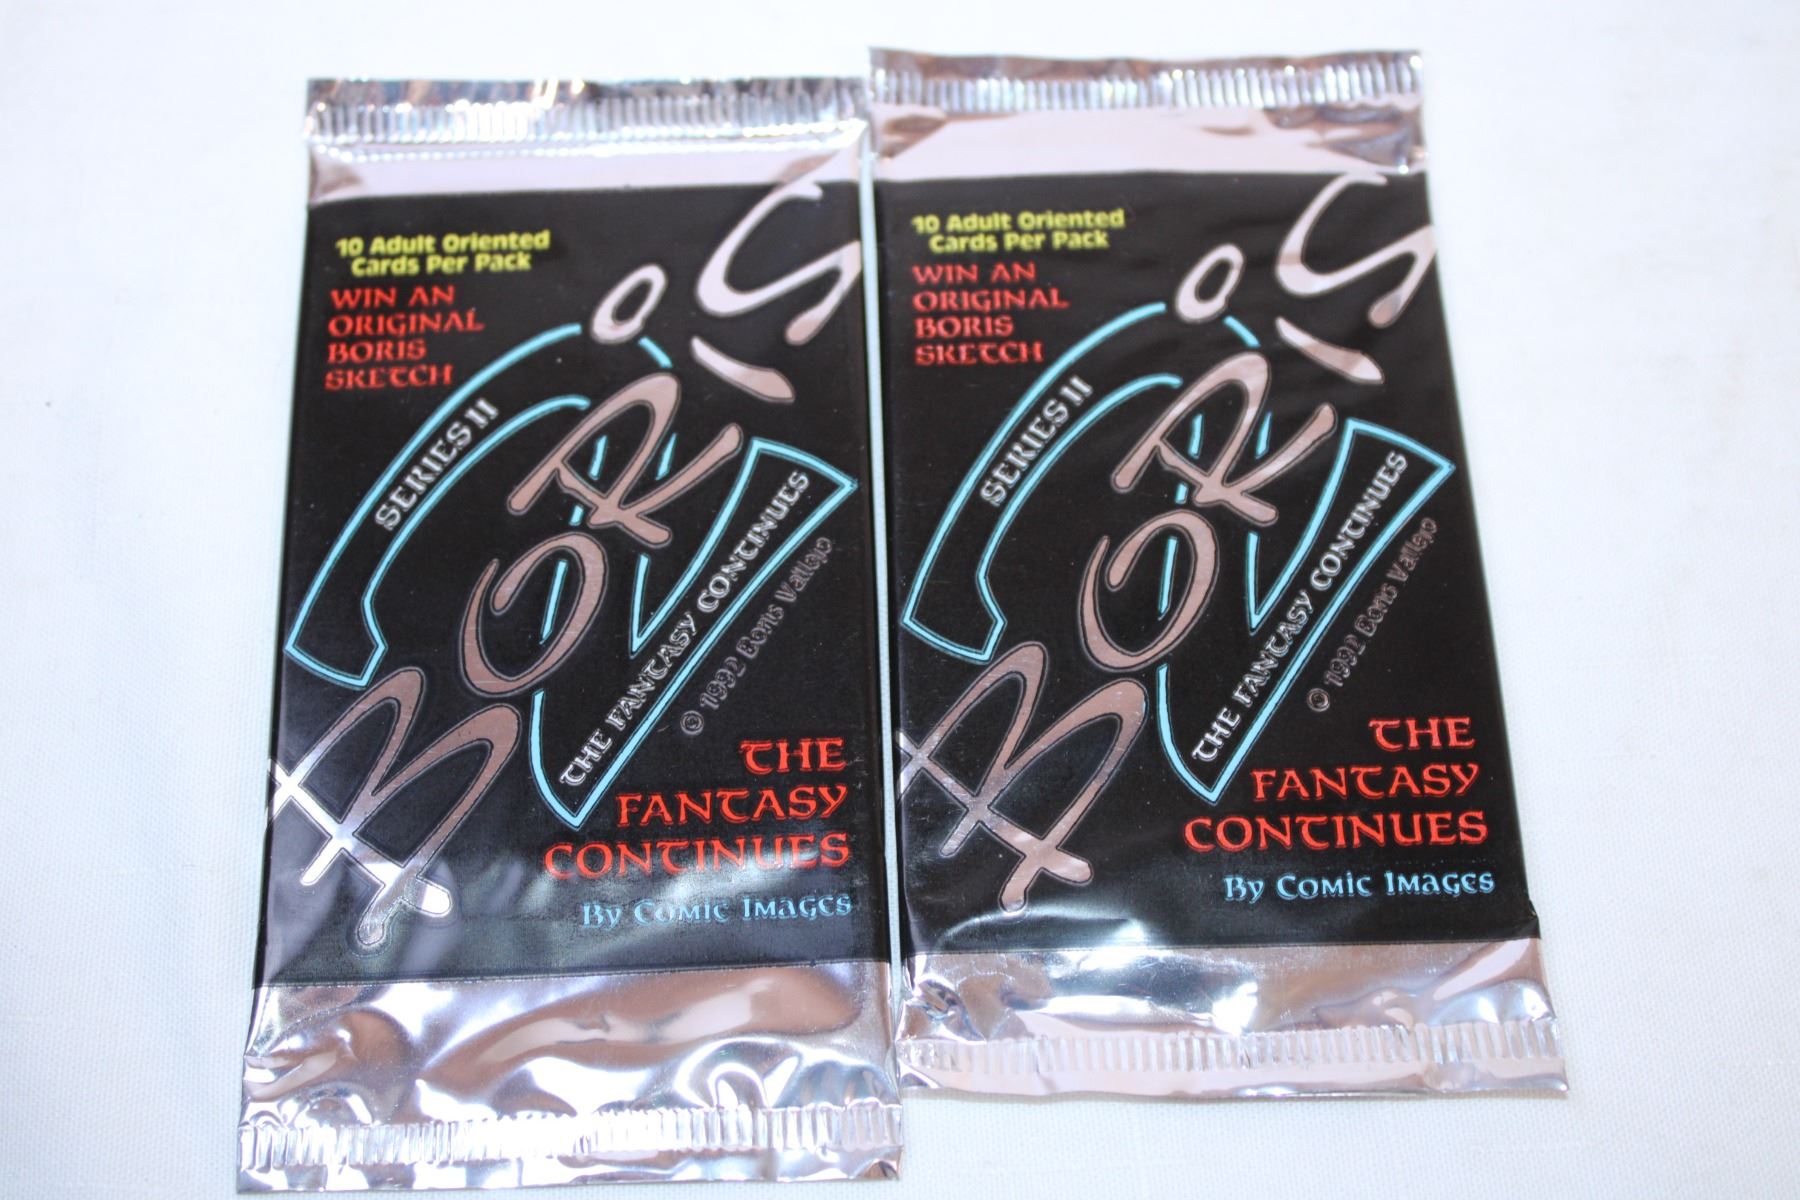 10 Adult Oriented
Cards Per Pack
WIN AN
ORIGINAL
BORIS
SKETCH
BORIS
SERIES II
THE FANTASY CONTINUES
© 1992 Boris Vallejo
THE
FANTASY
CONTINUES
By Comic Images
10 Adult Oriented
Cards Per Pack
WIN AN
ORIGINAL
BORIS
SKETCH
BORIS
SERIES II
THE FANTASY CONTINUES
© 1992 Boris Vallejo
THE
FANTASY
CONTINUES
By Comic Images